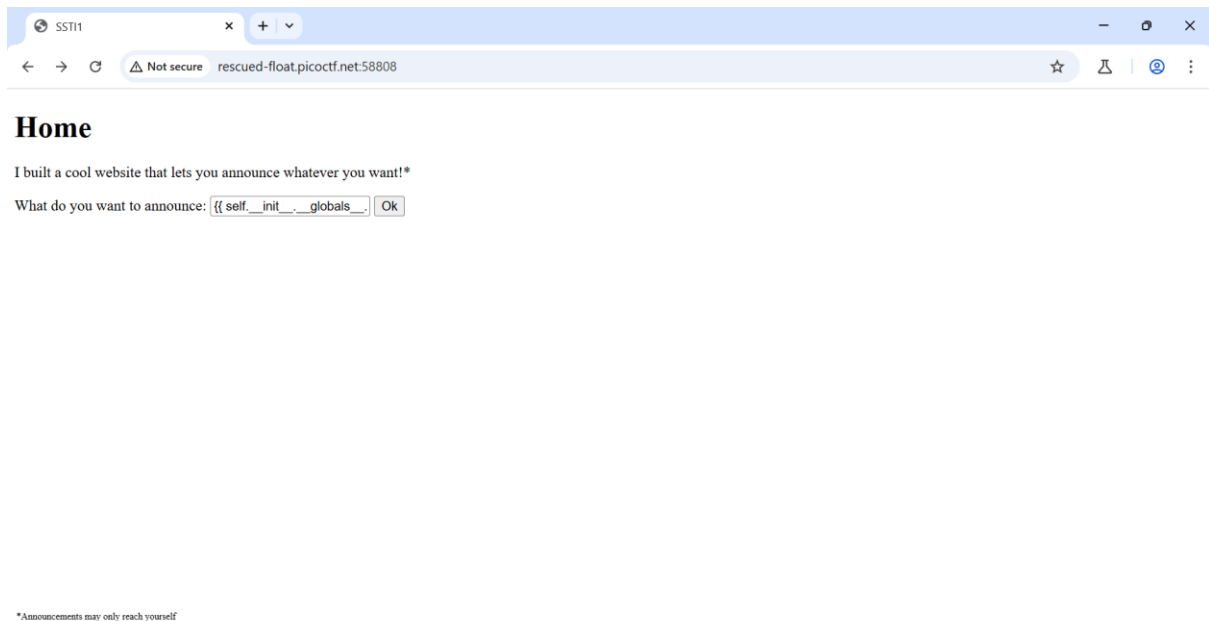 SSTI1
Not secure rescued-float.picoctf.net:58808
Home
I built a cool website that lets you announce whatever you want!*
What do you want to announce: {{ self.__init__.__globals__. Ok
*Announcements may only reach yourself